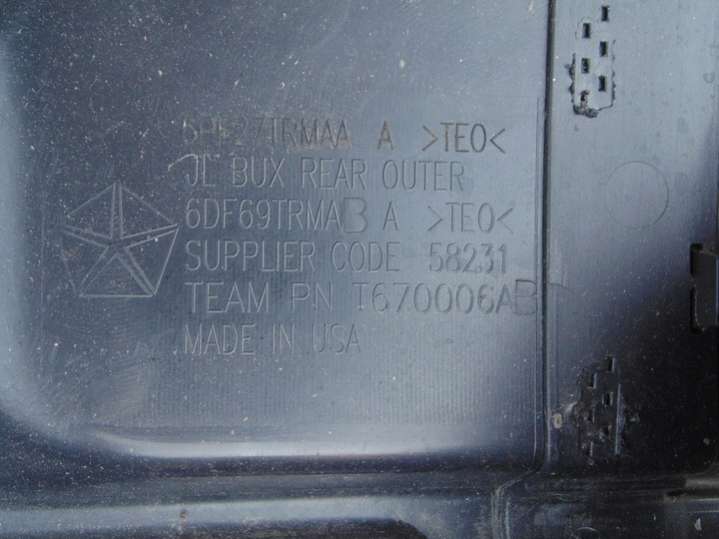 A >TEO<
JL BUX REAR OUTER
6DF69TRMAB A >TEO<
SUPPLIER CODE 58231
TEAM PN T670006AB
MADE IN USA